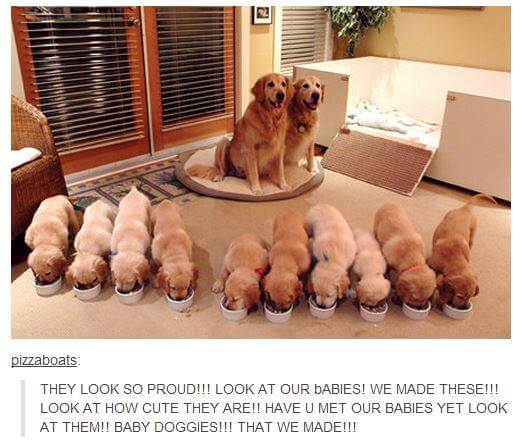 pizzaboats:
THEY LOOK SO PROUD!!! LOOK AT OUR bABIES! WE MADE THESE!!!
LOOK AT HOW CUTE THEY ARE!! HAVE U MET OUR BABIES YET LOOK
AT THEM!! BABY DOGGIES!!! THAT WE MADE!!!